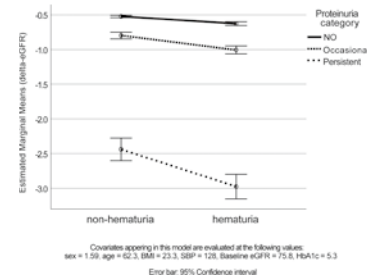 Proteinuria
category
NO
Occasional
Persistent
Estimated Marginal Means (delta-eGFR)
-0.5
-1.0
-1.5
-2.0
-2.5
-3.0
non-hematuria
hematuria
Covariates appering in this model are evaluated at the following values:
sex = 1.59, age = 62.3, BMI = 23.3, SBP = 128, Baseline eGFR = 75.8, HbA1c = 5.3
Error bar: 95% Confidence interval